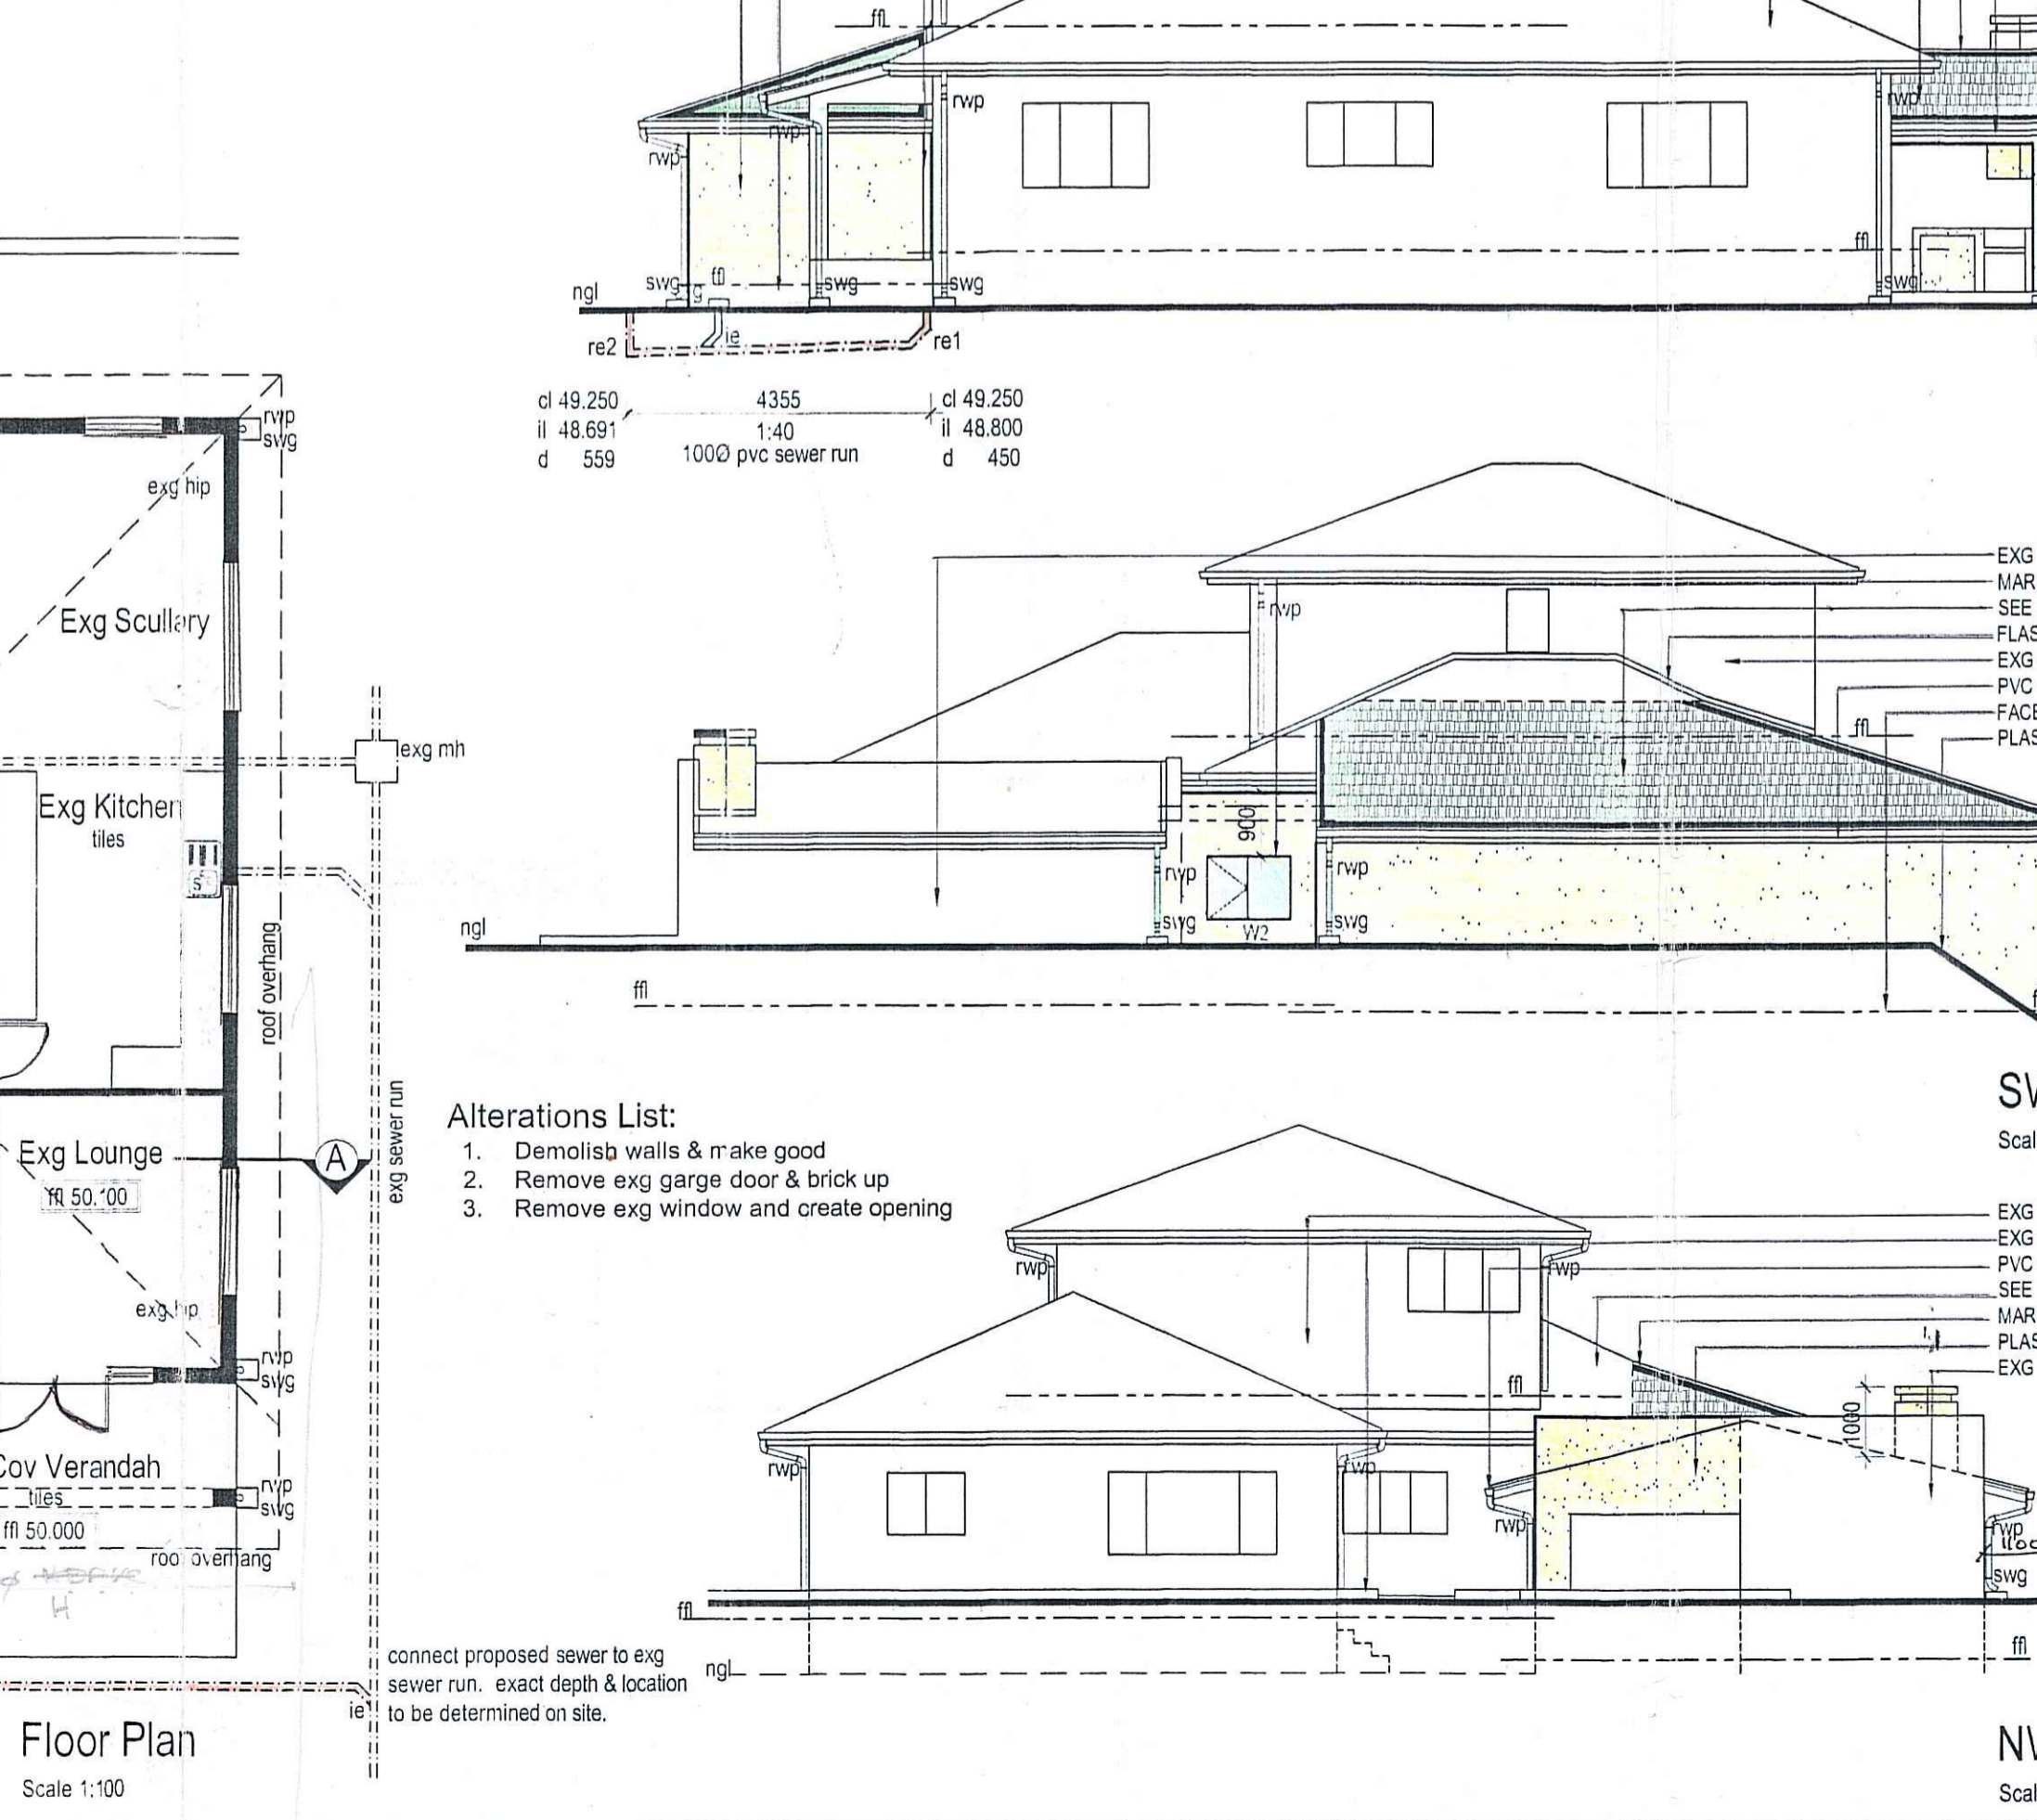 ffl
rwp
rwp
rwp
rwp
ffl
swg
g
ffl
swg
swg
swg
ngl
re2
ie
re1
cl 49.250
4355
cl 49.250
il 48.691
1:40
il 48.800
d 559
100Ø pvc sewer run
d 450
rwp
swg
exg hip
Exg Scullary
exg mh
Exg Kitchen
tiles
s
roof overhang
exg sewer run
Exg Lounge
ffl 50.100
A
exg hip
rwp
swg
Cov Verandah
tiles
rwp
swg
ffl 50.000
roof overhang
H
ie
connect proposed sewer to exg
sewer run. exact depth & location
to be determined on site.
Floor Plan
Scale 1:100
EXG
MAR
SEE
FLAS
EXG
PVC
FACE
PLAS
rwp
ffl
900
rwp
rwp
swg
W2
swg
ngl
ffl
f
SW
Scal
Alterations List:
1. Demolish walls & make good
2. Remove exg garge door & brick up
3. Remove exg window and create opening
EXG
EXG
PVC
SEE
MAR
PLAS
EXG
rwp
rwp
ffl
1000
rwp
rwp
rwp
rwp
1100
swg
ffl
ffl
ngl
NW
Scal